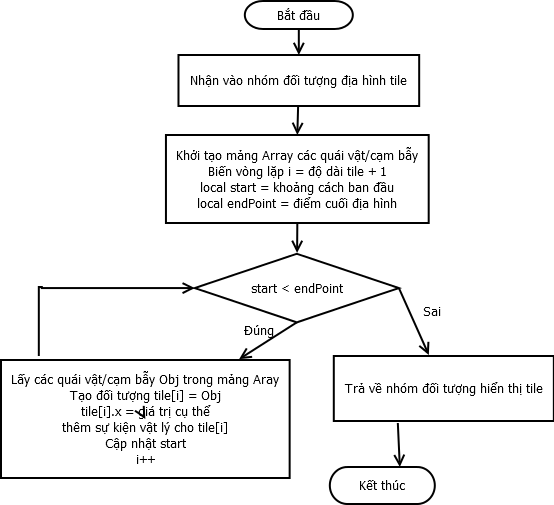 Bắt đầu
Nhận vào nhóm đối tượng địa hình tile
Khởi tạo mảng Array các quái vật/cạm bẫy
Biến vòng lặp i = độ dài tile + 1
local start = khoảng cách ban đầu
local endPoint = điểm cuối địa hình
start < endPoint
Đúng
Sai
Lấy các quái vật/cạm bẫy Obj trong mảng Aray
Tạo đối tượng tile[i] = Obj
tile[i].x = giá trị cụ thể
thêm sự kiện vật lý cho tile[i]
Cập nhật start
i++
Trả về nhóm đối tượng hiển thị tile
Kết thúc